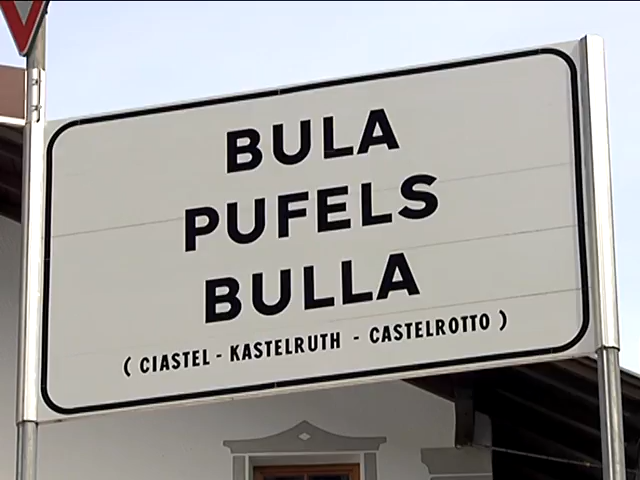 BULA
PUFELS
BULLA
( CIASTEL - KASTELRUTH - CASTELROTTO )